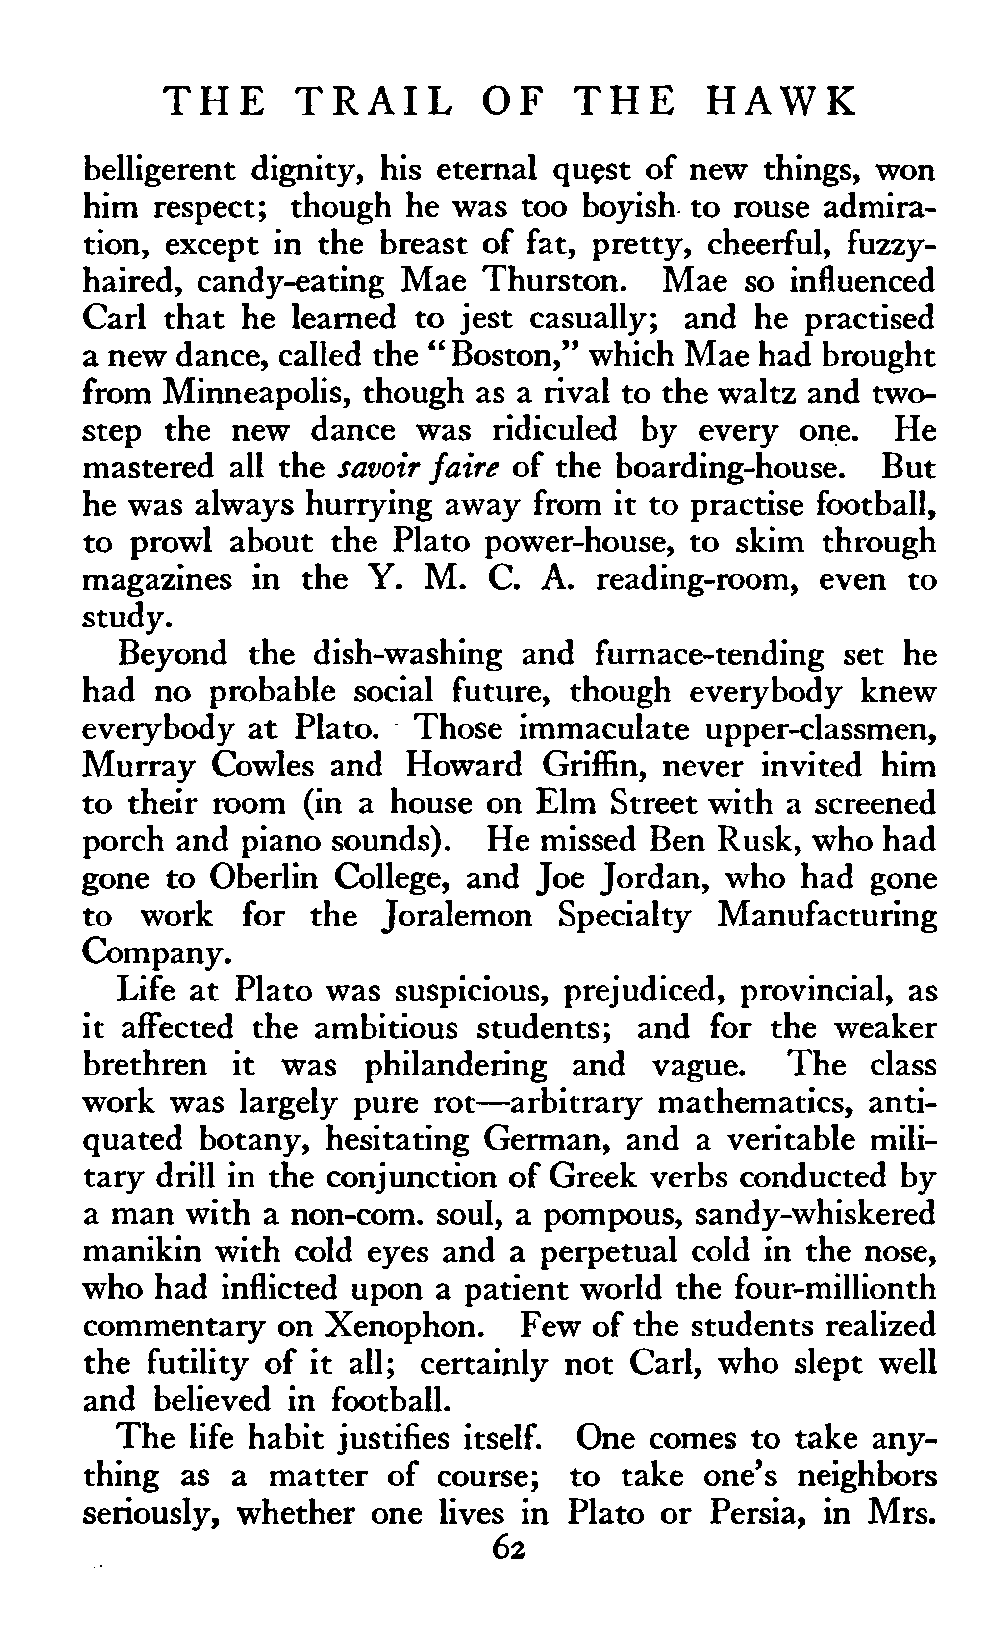 THE TRAIL OF THE HAWK
belligerent dignity, his eternal quest of new things, won
him respect; though he was too boyish to rouse admira-
tion, except in the breast of fat, pretty, cheerful, fuzzy-
haired, candy-eating Mae Thurston. Mae so influenced
Carl that he learned to jest casually; and he practised
a new dance, called the “Boston,” which Mae had brought
from Minneapolis, though as a rival to the waltz and two-
step the new dance was ridiculed by every one. He
mastered all the savoir faire of the boarding-house. But
he was always hurrying away from it to practise football,
to prowl about the Plato power-house, to skim through
magazines in the Y. M. C. A. reading-room, even to
study.
Beyond the dish-washing and furnace-tending set he
had no probable social future, though everybody knew
everybody at Plato. Those immaculate upper-classmen,
Murray Cowles and Howard Griffin, never invited him
to their room (in a house on Elm Street with a screened
porch and piano sounds). He missed Ben Rusk, who had
gone to Oberlin College, and Joe Jordan, who had gone
to work for the Joralemon Specialty Manufacturing
Company.
Life at Plato was suspicious, prejudiced, provincial, as
it affected the ambitious students; and for the weaker
brethren it was philandering and vague. The class
work was largely pure rot—arbitrary mathematics, anti-
quated botany, hesitating German, and a veritable mili-
tary drill in the conjunction of Greek verbs conducted by
a man with a non-com. soul, a pompous, sandy-whiskered
manikin with cold eyes and a perpetual cold in the nose,
who had inflicted upon a patient world the four-millionth
commentary on Xenophon. Few of the students realized
the futility of it all; certainly not Carl, who slept well
and believed in football.
The life habit justifies itself. One comes to take any-
thing as a matter of course; to take one’s neighbors
seriously, whether one lives in Plato or Persia, in Mrs.
62